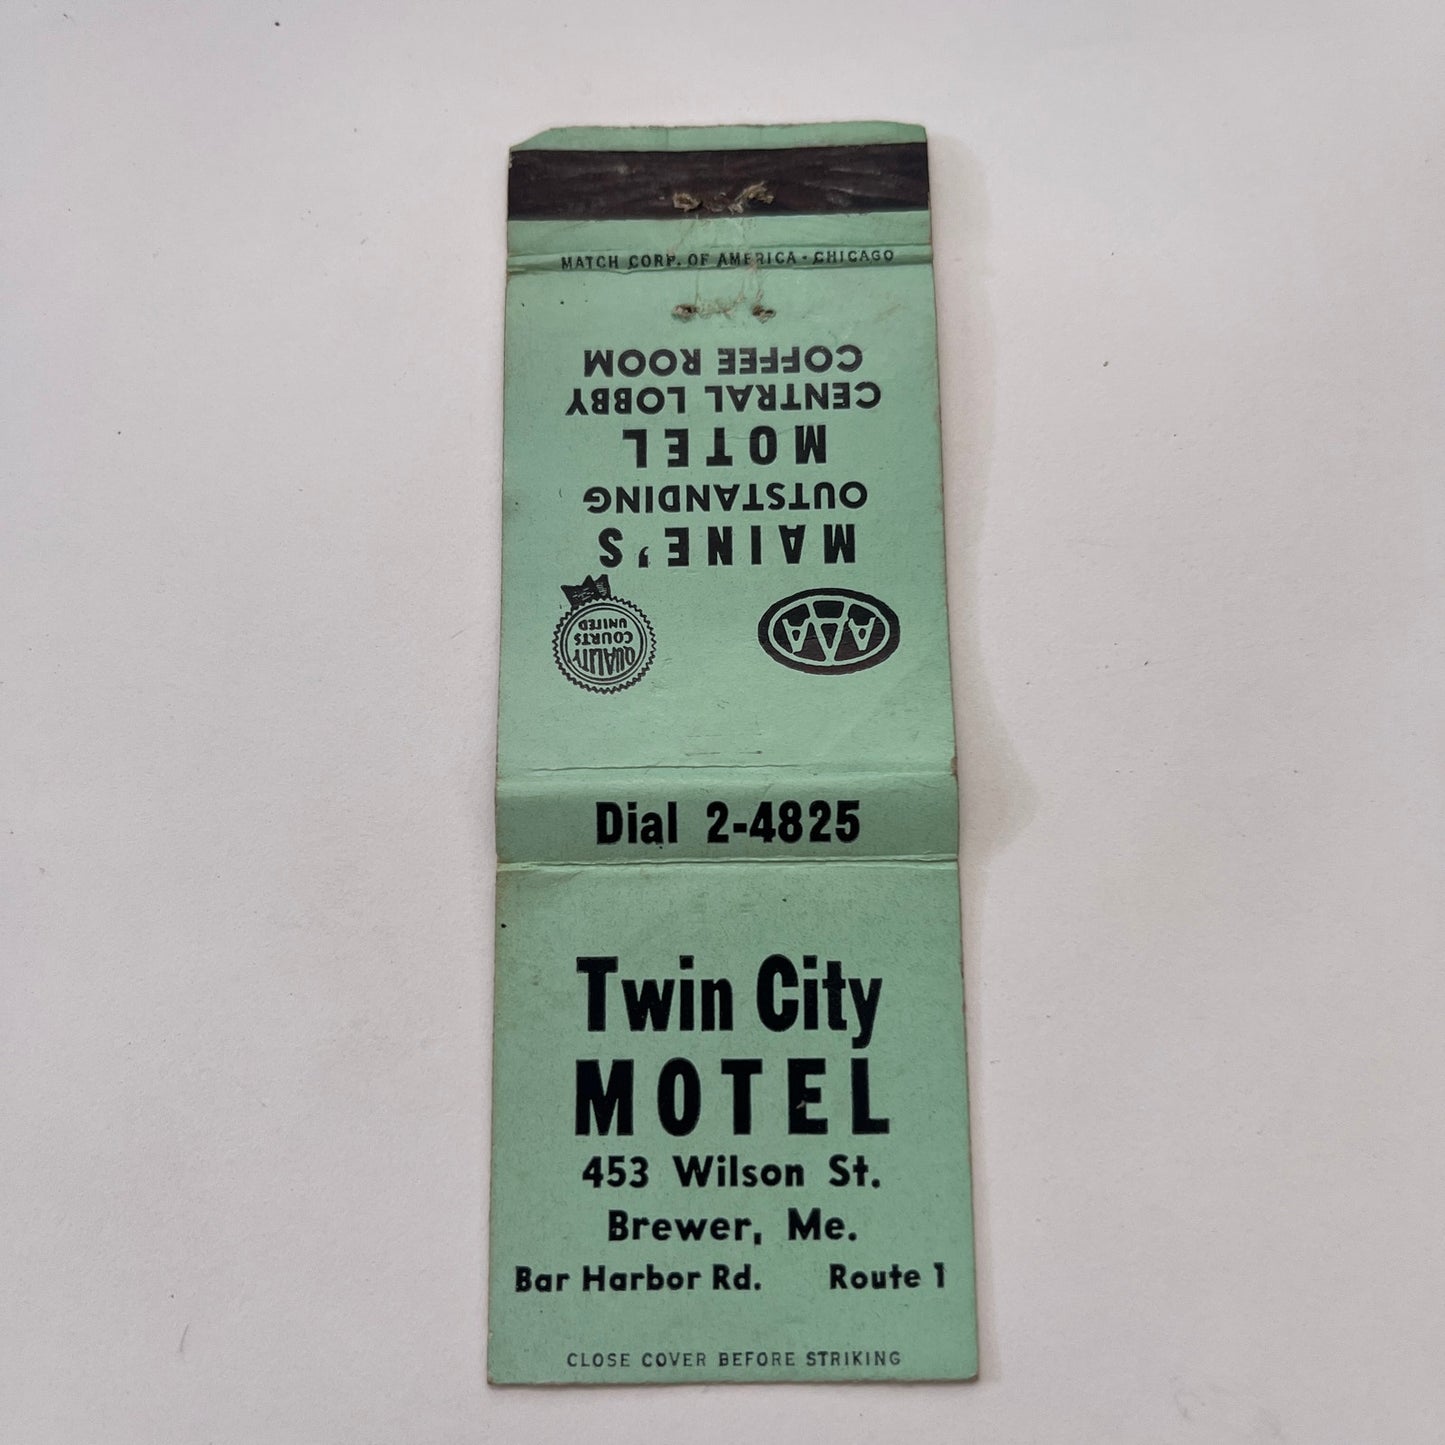 MATCH CORP. OF AMERICA - CHICAGO
MAINE'S
OUTSTANDING
MOTEL
CENTRAL LOBBY
COFFEE ROOM
AAA
QUALITY
COURTS
UNITED
Dial 2-4825
Twin City
MOTEL
453 Wilson St.
Brewer, Me.
Bar Harbor Rd. Route 1
CLOSE COVER BEFORE STRIKING